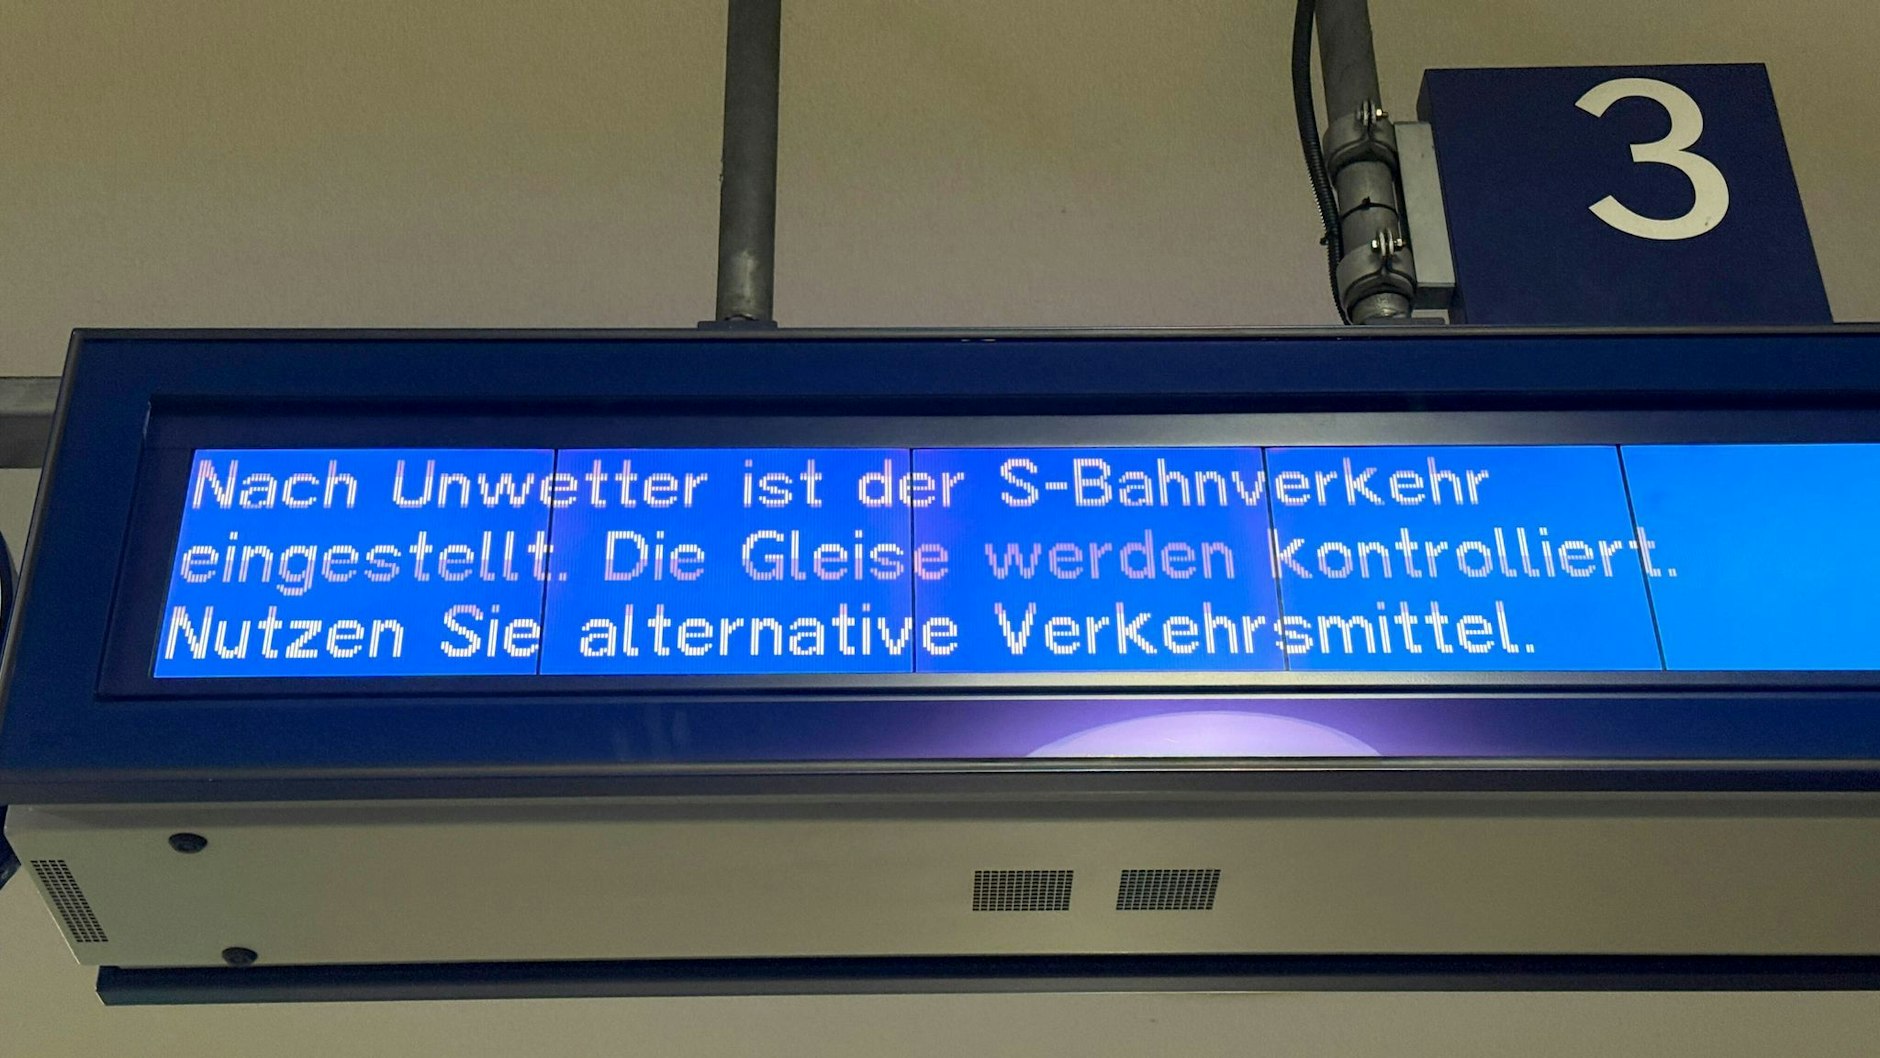 3
Nach Unwetter ist der S-Bahnverkehr
eingestellt. Die Gleise werden kontrolliert.
Nutzen Sie alternative Verkehrsmittel.